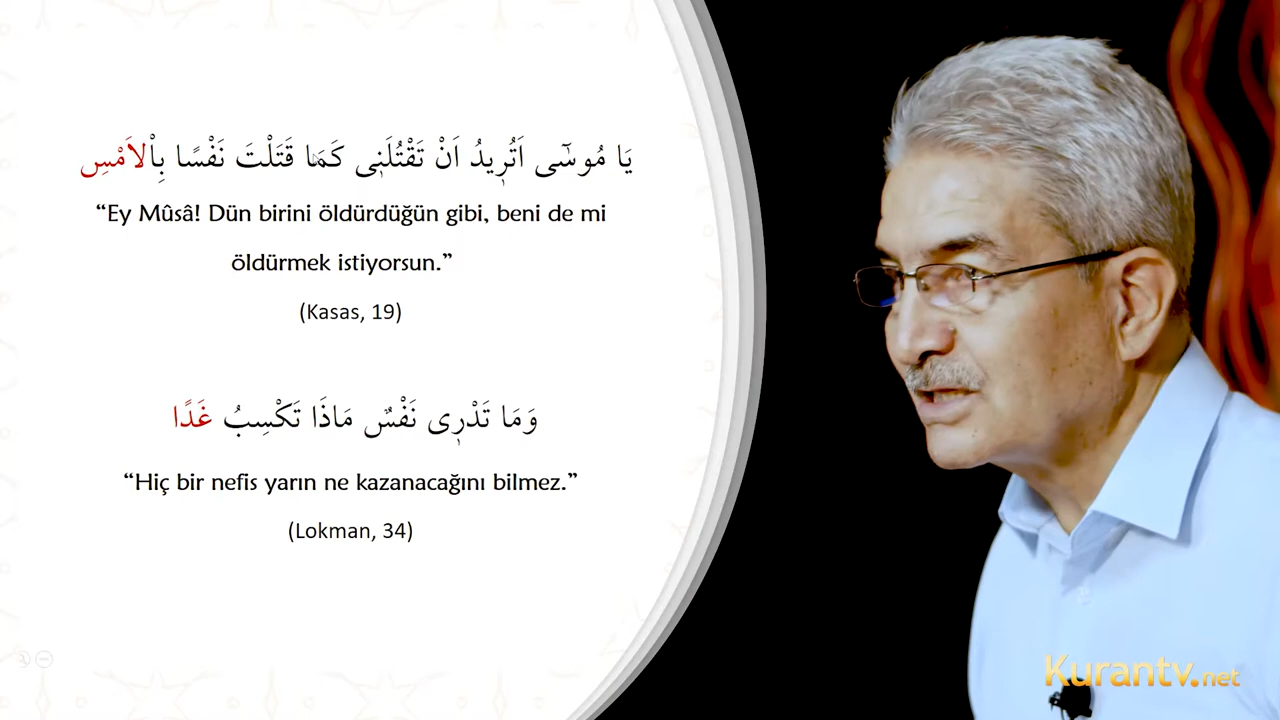 يَا مُوسٰٓى اَتُر۪يدُ اَنْ تَقْتُلَن۪ى كَمَا قَتَلْتَ نَفْسًا بِاْلاَمْسِ
“Ey Mûsâ! Dün birini öldürdüğün gibi, beni de mi
öldürmek istiyorsun.”
(Kasas, 19)
وَمَا تَدْر۪ى نَفْسٌ مَاذَا تَكْسِبُ غَدًا
“Hiç bir nefis yarın ne kazanacağını bilmez.”
(Lokman, 34)
Kurantv.net